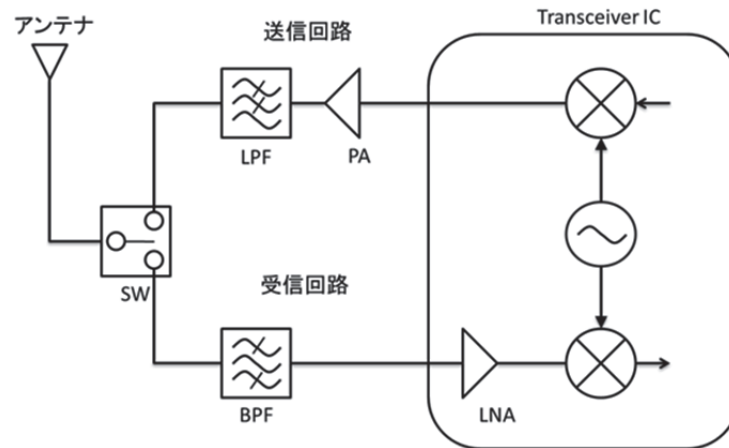 アンテナ
送信回路
Transceiver IC
LPF
PA
SW
受信回路
BPF
LNA